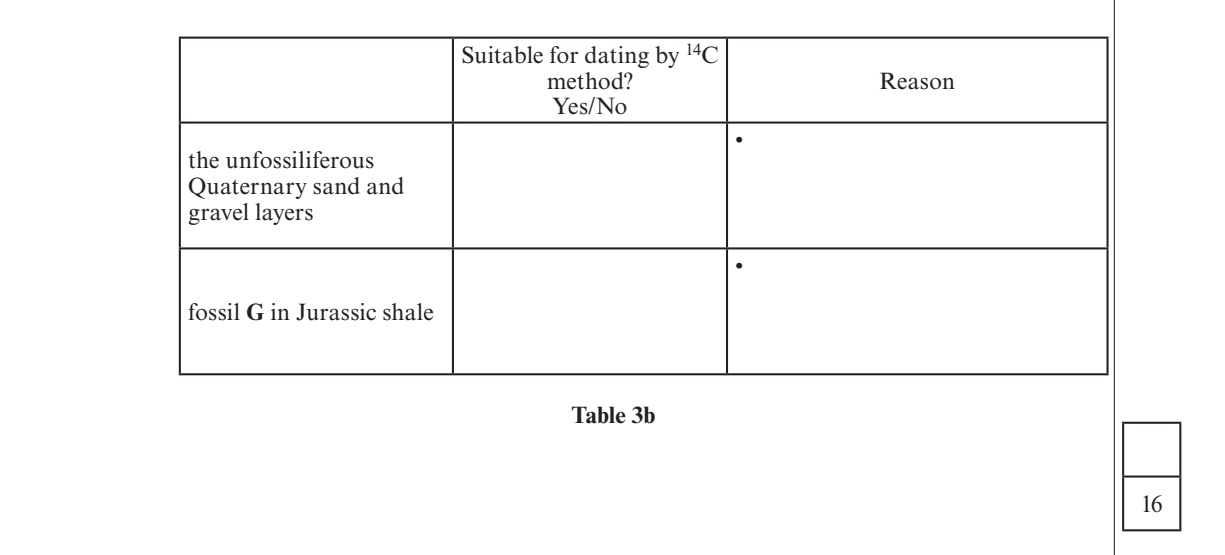 Suitable for dating by ¹⁴C
method?
Yes/No
Reason
the unfossiliferous
Quaternary sand and
gravel layers
•
fossil G in Jurassic shale
•
Table 3b
16